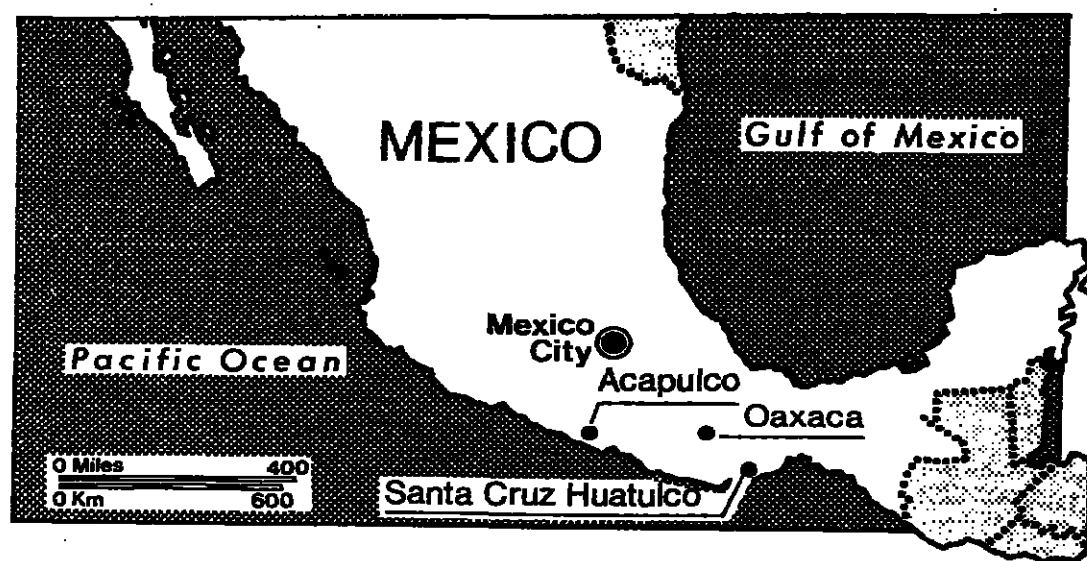 MEXICO
Gulf of Mexico
Mexico
City
Pacific Ocean
Acapulco
Oaxaca
0 Miles 400
0 Km 600
Santa Cruz Huatulco